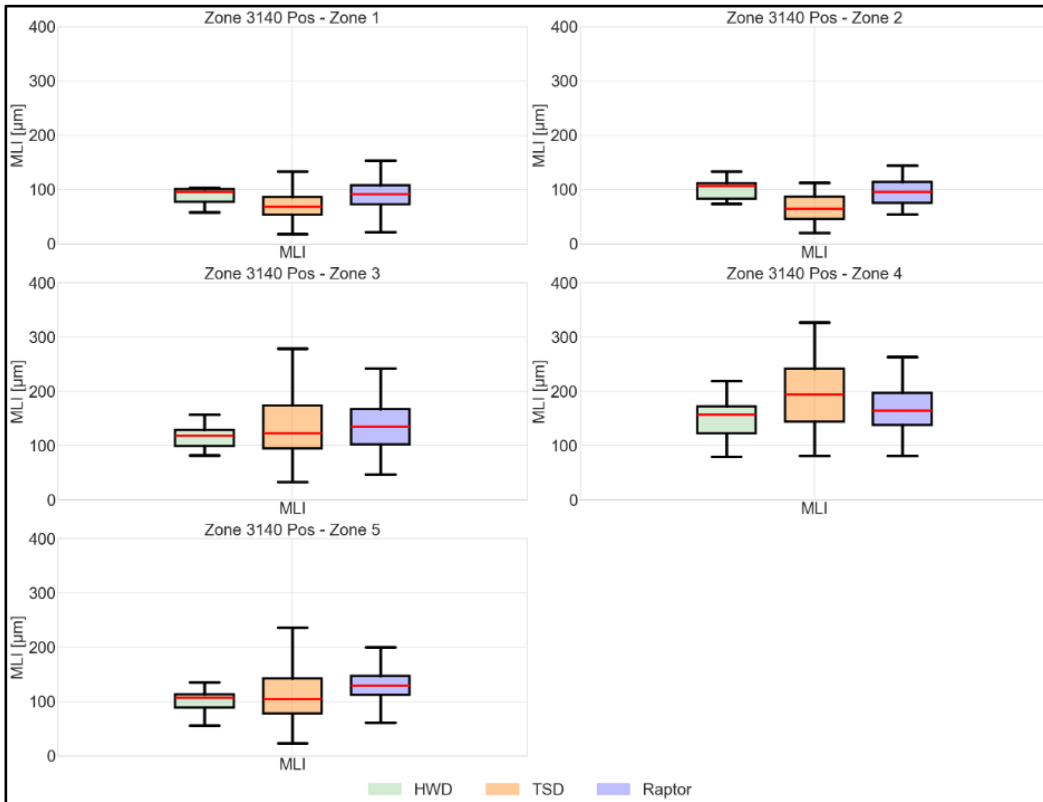 Zone 3140 Pos - Zone 1
400
300
200
100
0
MLI [µm]
MLI
Zone 3140 Pos - Zone 2
400
300
200
100
0
MLI [µm]
MLI
Zone 3140 Pos - Zone 3
400
300
200
100
0
MLI [µm]
MLI
Zone 3140 Pos - Zone 4
400
300
200
100
0
MLI [µm]
MLI
Zone 3140 Pos - Zone 5
400
300
200
100
0
MLI [µm]
MLI
HWD TSD Raptor